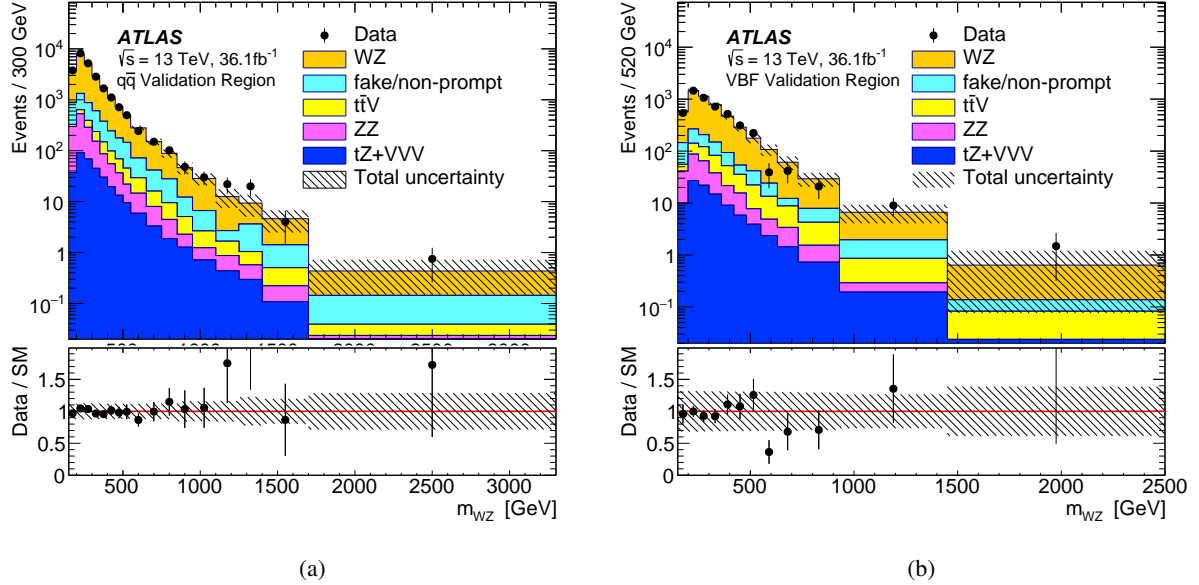 Events / 300 GeV
10⁴
10³
10²
10
1
10⁻¹
ATLAS
√s = 13 TeV, 36.1fb⁻¹
qq̄ Validation Region
Data
WZ
fake/non-prompt
tt̄V
ZZ
tZ+VVV
Total uncertainty
Data / SM
1.5
1
0.5
0
500 1000 1500 2000 2500 3000
m_WZ [GeV]
(a)
Events / 520 GeV
10⁵
10⁴
10³
10²
10
1
10⁻¹
ATLAS
√s = 13 TeV, 36.1fb⁻¹
VBF Validation Region
Data
WZ
fake/non-prompt
tt̄V
ZZ
tZ+VVV
Total uncertainty
Data / SM
1.5
1
0.5
0
500 1000 1500 2000 2500
m_WZ [GeV]
(b)